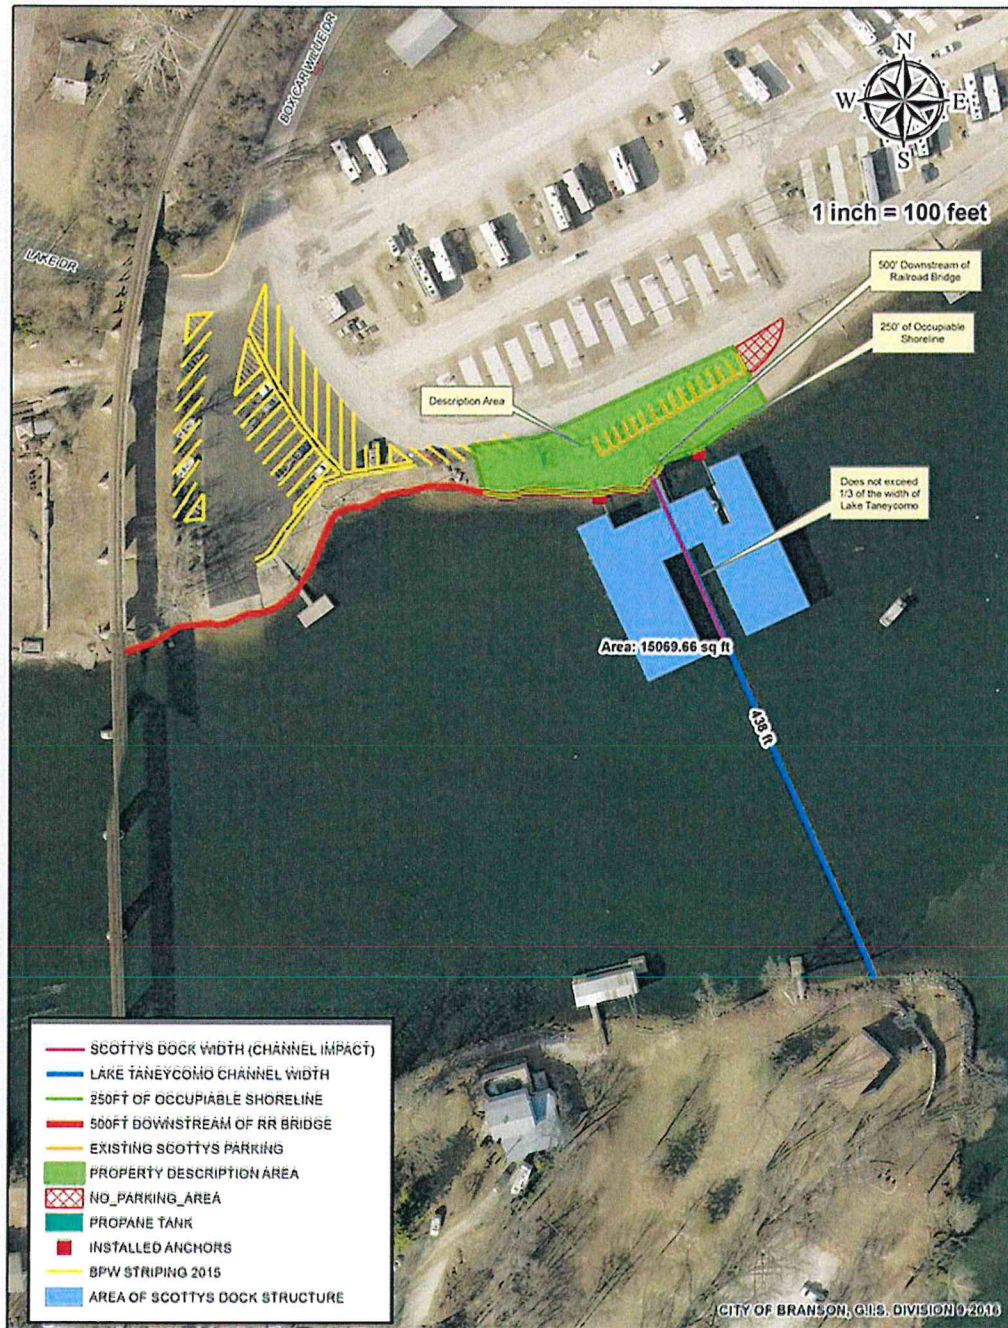 BOXCAR WILLIE DR
N
W E
S
1 inch = 100 feet
LAKE DR
500' Downstream of
Railroad Bridge
250' of Occupiable
Shoreline
Description Area
Does not exceed
1/3 of the width of
Lake Taneycomo
Area: 15069.66 sq ft
438 ft
SCOTTYS DOCK WIDTH (CHANNEL IMPACT)
LAKE TANEYCOMO CHANNEL WIDTH
250FT OF OCCUPIABLE SHORELINE
500FT DOWNSTREAM OF RR BRIDGE
EXISTING SCOTTYS PARKING
PROPERTY DESCRIPTION AREA
NO_PARKING_AREA
PROPANE TANK
INSTALLED ANCHORS
BPW STRIPING 2015
AREA OF SCOTTYS DOCK STRUCTURE
CITY OF BRANSON, G.I.S. DIVISION 9-2016